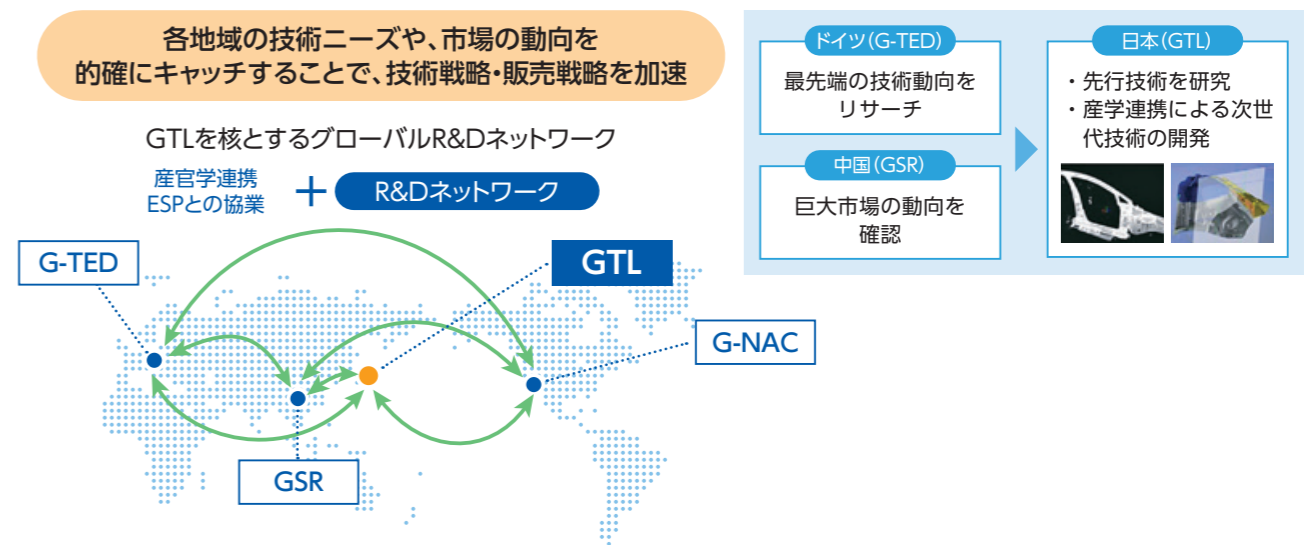 各地域の技術ニーズや、市場の動向を
的確にキャッチすることで、技術戦略・販売戦略を加速
GTLを核とするグローバルR&Dネットワーク
産官学連携
ESPとの協業
+
R&Dネットワーク
G-TED
GTL
G-NAC
GSR
ドイツ(G-TED)
最先端の技術動向を
リサーチ
中国(GSR)
巨大市場の動向を
確認
日本(GTL)
・先行技術を研究
・産学連携による次世
代技術の開発